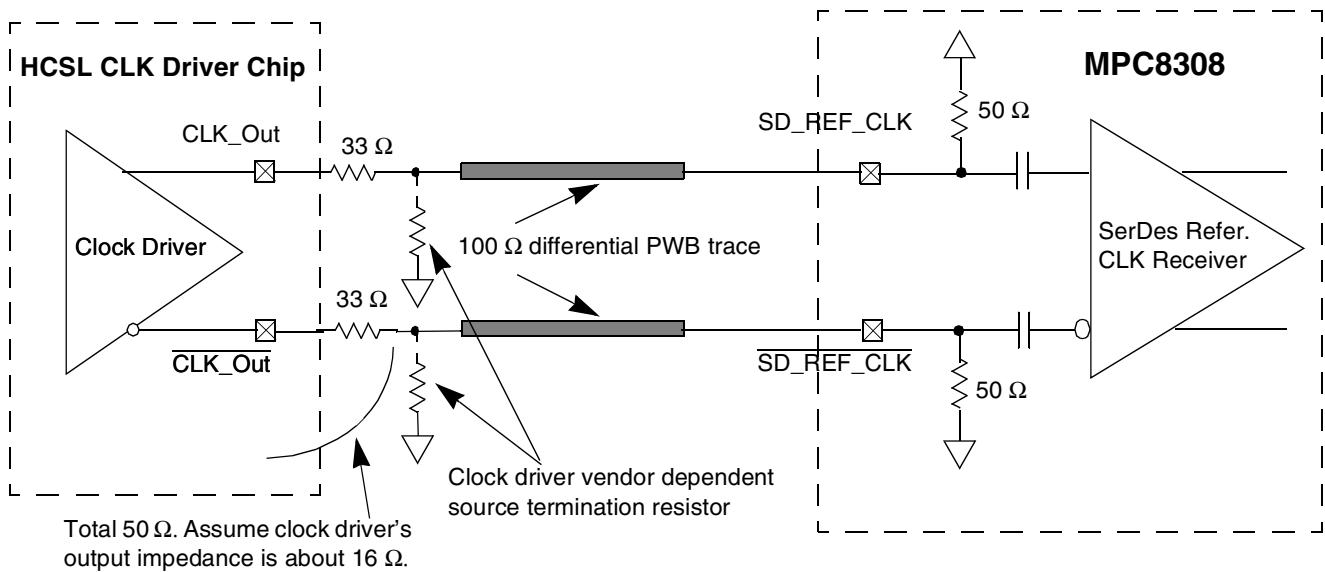 HCSL CLK Driver Chip
MPC8308
CLK_Out
33 Ω
SD_REF_CLK
50 Ω
Clock Driver
100 Ω differential PWB trace
SerDes Refer.
CLK Receiver
33 Ω
CLK_Out
SD_REF_CLK
50 Ω
Clock driver vendor dependent
source termination resistor
Total 50 Ω. Assume clock driver's
output impedance is about 16 Ω.